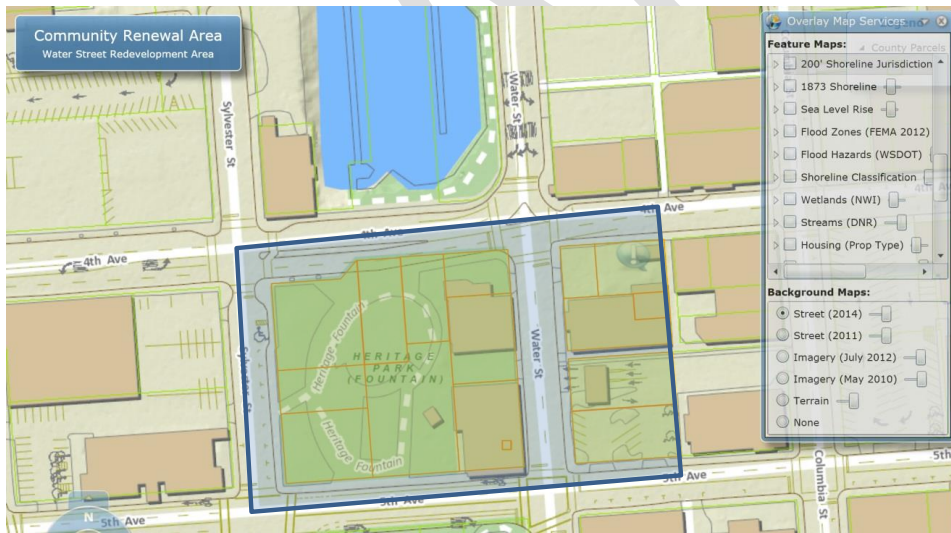 Community Renewal Area
Water Street Redevelopment Area
Sylvester St
Water St
4th Ave
4th Ave
4th Ave
Sylvester St
Heritage Fountain
HERITAGE
PARK
(FOUNTAIN)
Heritage Fountain
Water St
5th Ave
5th Ave
5th Ave
5th
Columbia St
N
Overlay Map Services
Feature Maps:
County Parcels
200' Shoreline Jurisdiction
1873 Shoreline
Sea Level Rise
Flood Zones (FEMA 2012)
Flood Hazards (WSDOT)
Shoreline Classification
Wetlands (NWI)
Streams (DNR)
Housing (Prop Type)
Background Maps:
Street (2014)
Street (2011)
Imagery (July 2012)
Imagery (May 2010)
Terrain
None